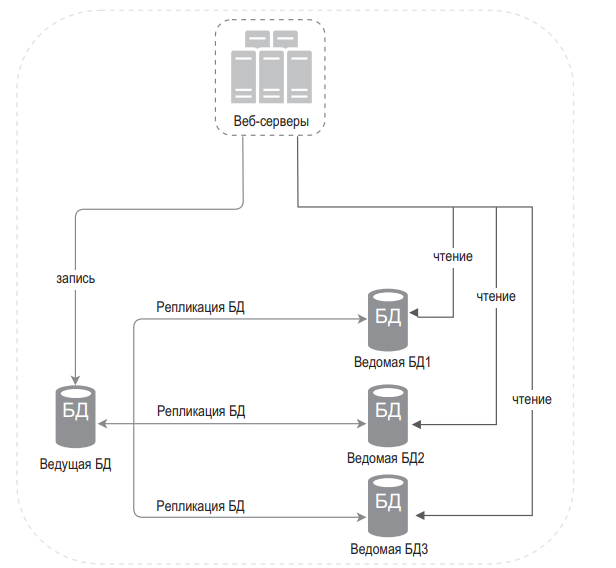 Веб-серверы
чтение
запись
чтение
Репликация БД
БД
Ведомая БД1
чтение
БД
Репликация БД
БД
Ведущая БД
Ведомая БД2
Репликация БД
БД
Ведомая БД3